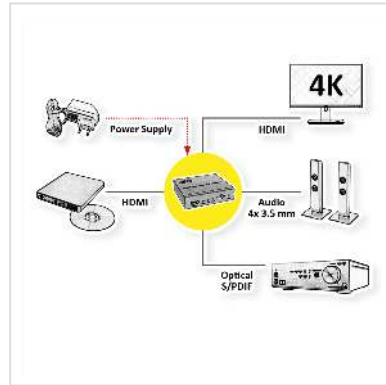 4K
Power Supply
HDMI
HDMI
Audio
4x 3.5 mm
Optical
S/PDIF